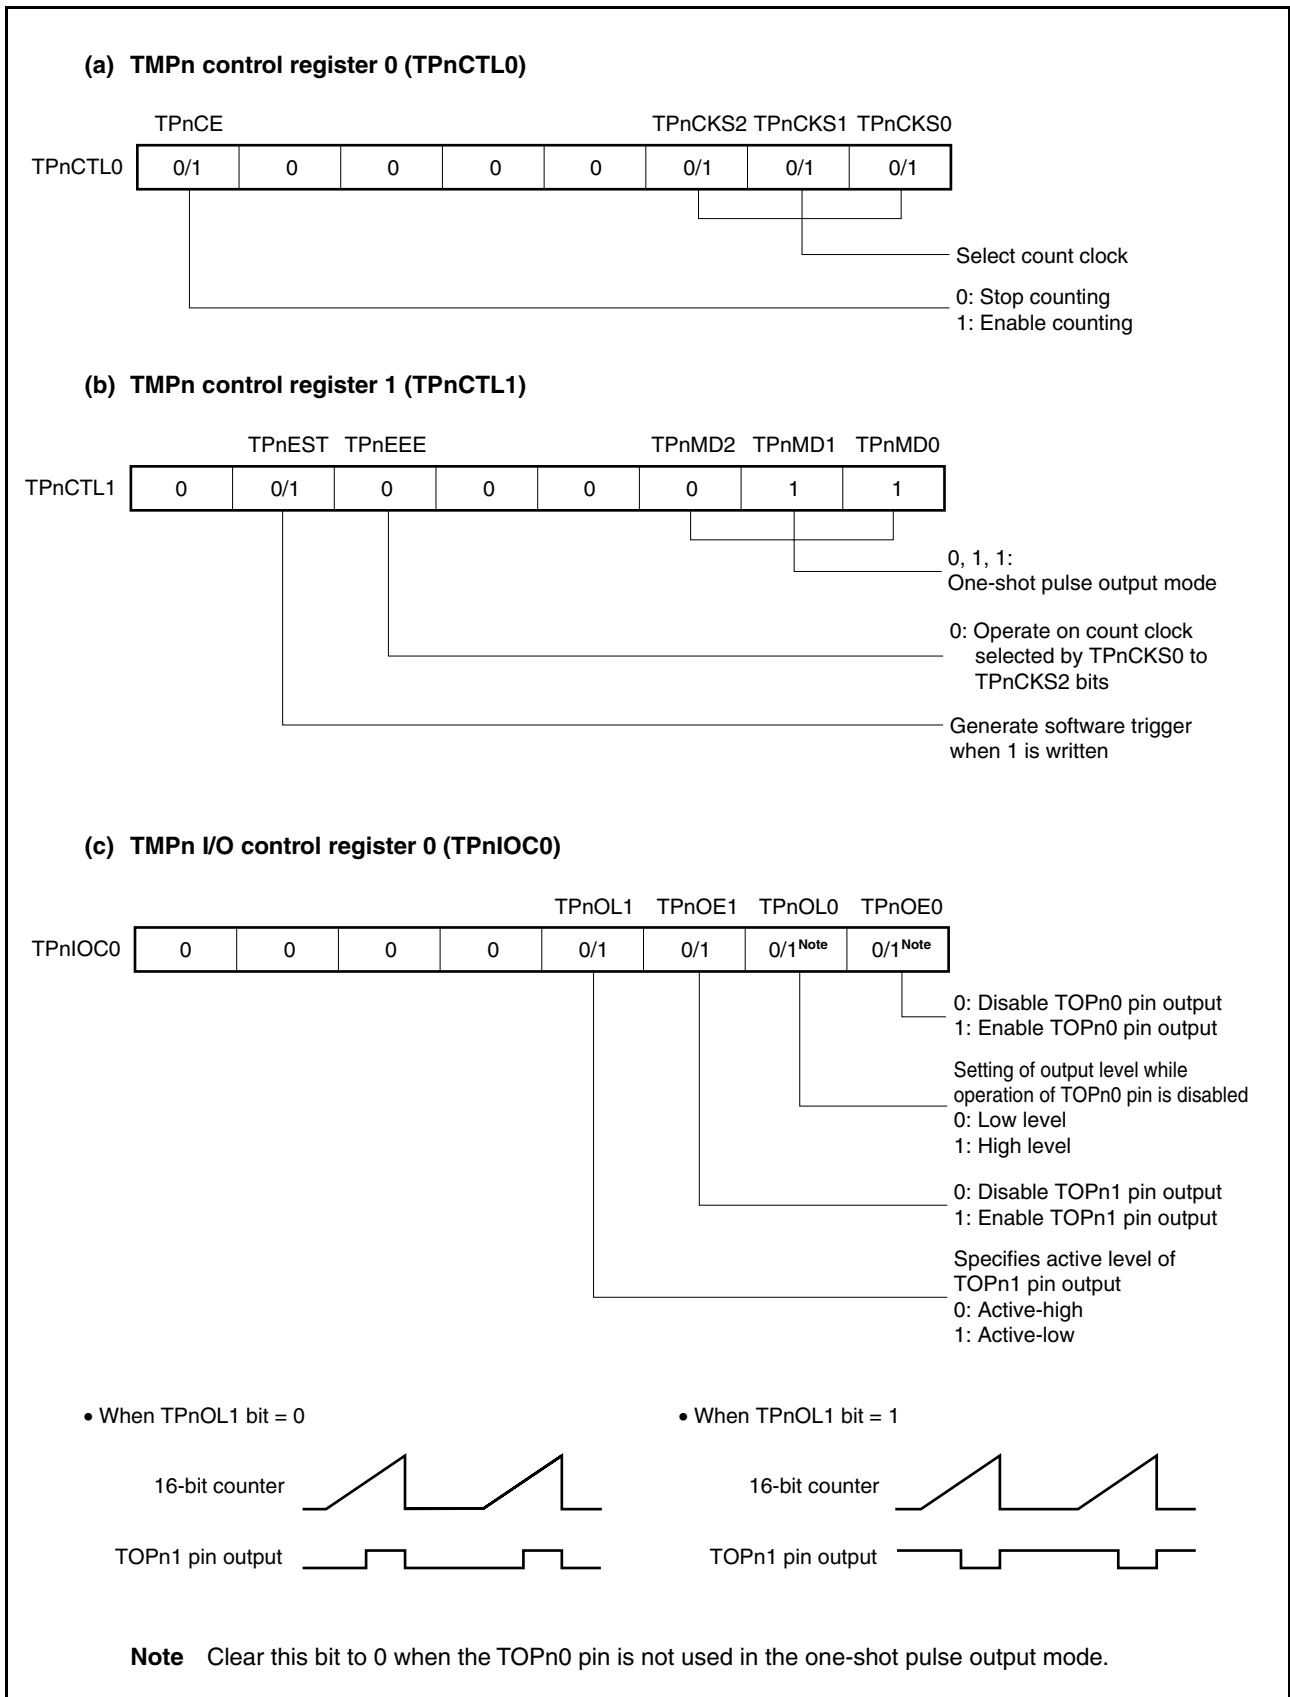 (a) TMPn control register 0 (TPnCTL0)
TPnCE TPnCKS2 TPnCKS1 TPnCKS0
TPnCTL0 0/1 0 0 0 0 0/1 0/1 0/1
Select count clock
0: Stop counting
1: Enable counting
(b) TMPn control register 1 (TPnCTL1)
TPnEST TPnEEE TPnMD2 TPnMD1 TPnMD0
TPnCTL1 0 0/1 0 0 0 0 1 1
0, 1, 1:
One-shot pulse output mode
0: Operate on count clock
selected by TPnCKS0 to
TPnCKS2 bits
Generate software trigger
when 1 is written
(c) TMPn I/O control register 0 (TPnIOC0)
TPnOL1 TPnOE1 TPnOL0 TPnOE0
TPnIOC0 0 0 0 0 0/1 0/1 0/1Note 0/1Note
0: Disable TOPn0 pin output
1: Enable TOPn0 pin output
Setting of output level while
operation of TOPn0 pin is disabled
0: Low level
1: High level
0: Disable TOPn1 pin output
1: Enable TOPn1 pin output
Specifies active level of
TOPn1 pin output
0: Active-high
1: Active-low
• When TPnOL1 bit = 0 • When TPnOL1 bit = 1
16-bit counter 16-bit counter
TOPn1 pin output TOPn1 pin output
Note Clear this bit to 0 when the TOPn0 pin is not used in the one-shot pulse output mode.